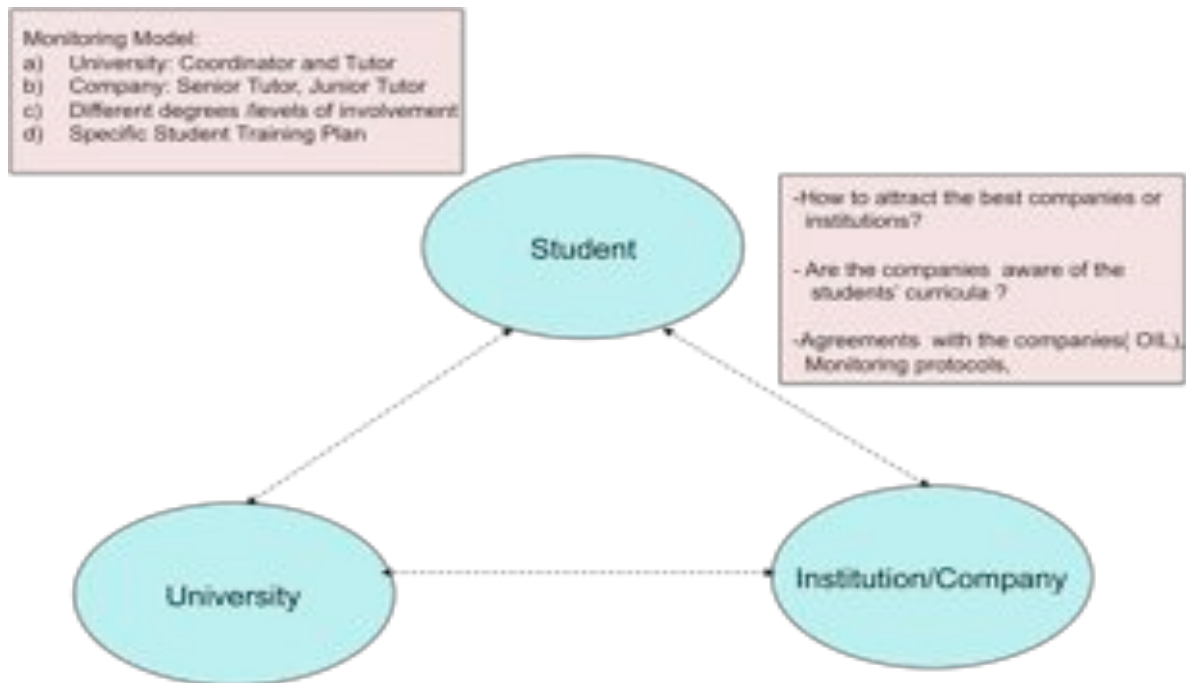 Monitoring Model:
a) University: Coordinator and Tutor
b) Company: Senior Tutor, Junior Tutor
c) Different degrees /levels of involvement
d) Specific Student Training Plan
Student
-How to attract the best companies or
institutions?
- Are the companies aware of the
students' curricula ?
-Agreements with the companies( OIL),
Monitoring protocols,
University
Institution/Company